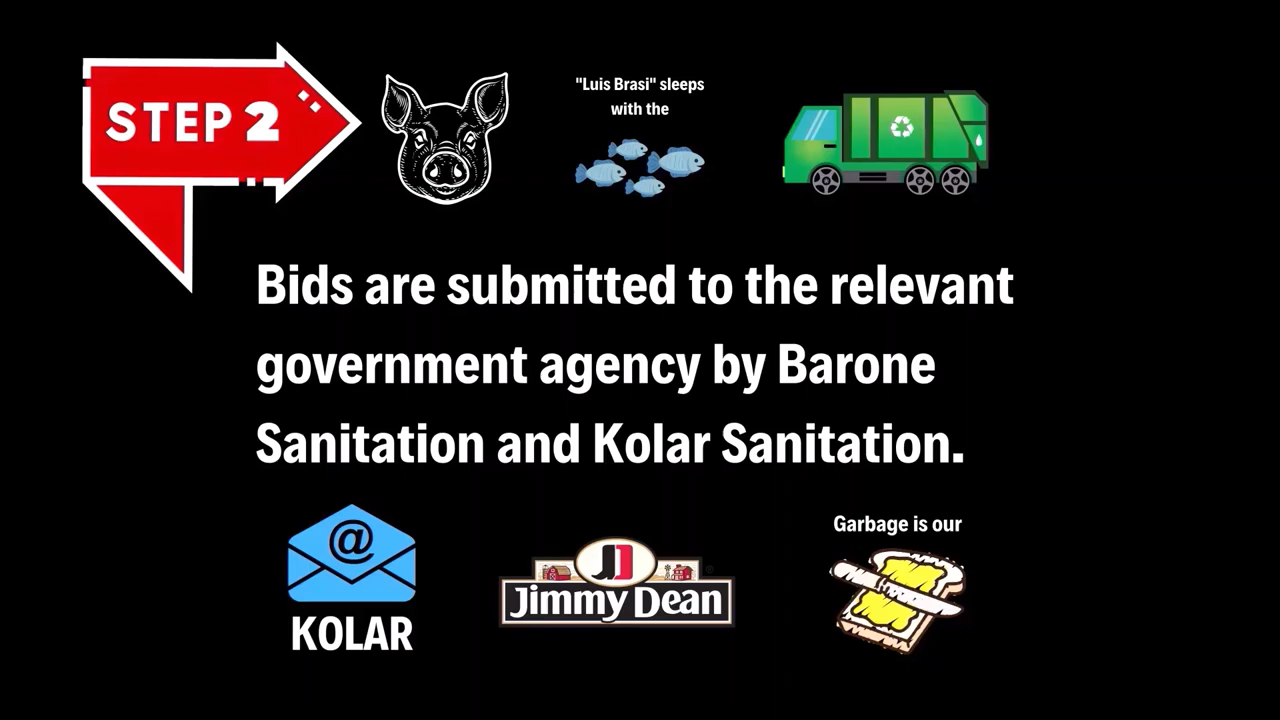 STEP 2
"Luis Brasi" sleeps
with the
Bids are submitted to the relevant
government agency by Barone
Sanitation and Kolar Sanitation.
@
KOLAR
JD
Jimmy Dean
®
Garbage is our